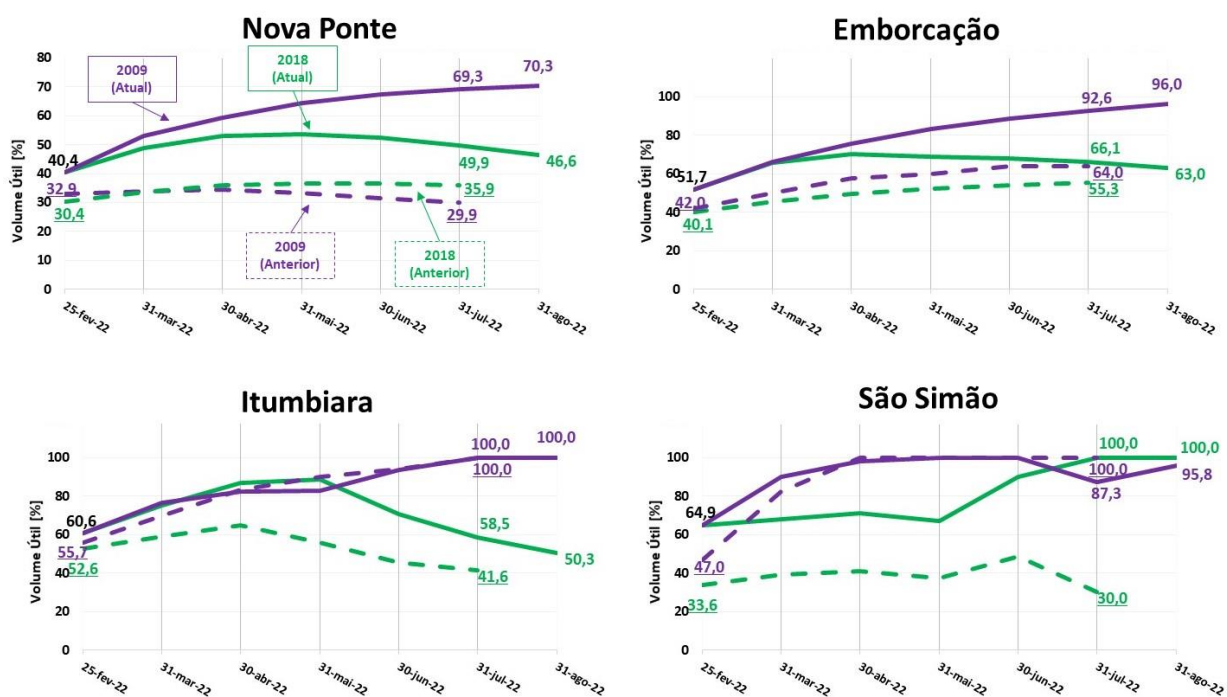 Nova Ponte
Volume Útil [%]
80
70
60
50
40
30
20
10
0
2009
(Atual)
2018
(Atual)
69,3
70,3
40,4
49,9
46,6
32,9
30,4
35,9
29,9
2009
(Anterior)
2018
(Anterior)
25-fev-22
31-mar-22
30-abr-22
31-mai-22
30-jun-22
31-jul-22
31-ago-22
Emborcação
Volume Útil [%]
100
80
60
40
20
0
92,6
96,0
51,7
66,1
64,0
63,0
42,0
40,1
55,3
25-fev-22
31-mar-22
30-abr-22
31-mai-22
30-jun-22
31-jul-22
31-ago-22
Itumbiara
Volume Útil [%]
100
80
60
40
20
0
100,0
100,0
100,0
60,6
55,7
52,6
58,5
50,3
41,6
25-fev-22
31-mar-22
30-abr-22
31-mai-22
30-jun-22
31-jul-22
31-ago-22
São Simão
Volume Útil [%]
100
80
60
40
20
0
100,0
100,0
100,0
87,3
95,8
64,9
47,0
33,6
30,0
25-fev-22
31-mar-22
30-abr-22
31-mai-22
30-jun-22
31-jul-22
31-ago-22